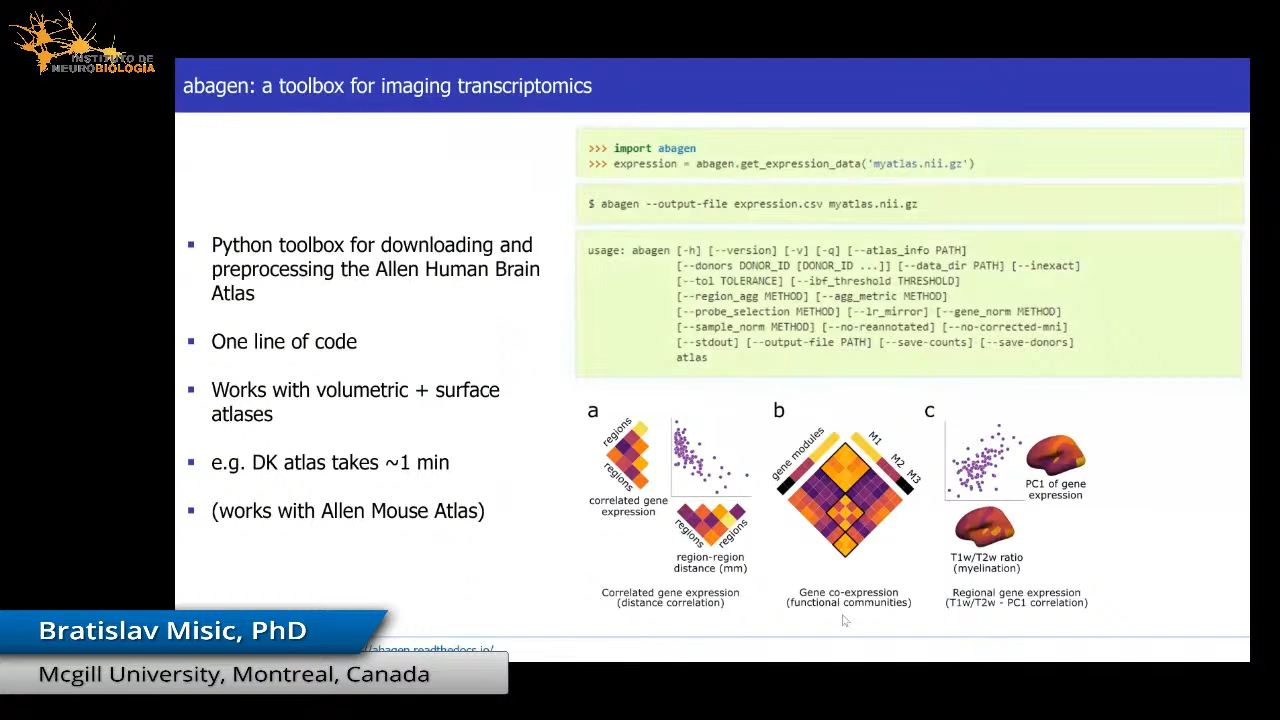 INSTITUTO DE
NEUROBIOLOGÍA
abagen: a toolbox for imaging transcriptomics
▪ Python toolbox for downloading and
preprocessing the Allen Human Brain
Atlas
▪ One line of code
▪ Works with volumetric + surface
atlases
▪ e.g. DK atlas takes ~1 min
▪ (works with Allen Mouse Atlas)
>>> import abagen
>>> expression = abagen.get_expression_data('myatlas.nii.gz')
$ abagen --output-file expression.csv myatlas.nii.gz
usage: abagen [-h] [--version] [-v] [-q] [--atlas_info PATH]
[--donors DONOR_ID [DONOR_ID ...]] [--data_dir PATH] [--inexact]
[--tol TOLERANCE] [--ibf_threshold THRESHOLD]
[--region_agg METHOD] [--agg_metric METHOD]
[--probe_selection METHOD] [--lr_mirror] [--gene_norm METHOD]
[--sample_norm METHOD] [--no-reannotated] [--no-corrected-mni]
[--stdout] [--output-file PATH] [--save-counts] [--save-donors]
atlas
a
regions
regions
correlated gene
expression
regions
regions
region-region
distance (mm)
Correlated gene expression
(distance correlation)
b
gene modules
M1
M2
M3
Gene co-expression
(functional communities)
c
PC1 of gene
expression
T1w/T2w ratio
(myelination)
Regional gene expression
(T1w/T2w - PC1 correlation)
//abagen.readthedocs.io/
Bratislav Misic, PhD
Mcgill University, Montreal, Canada